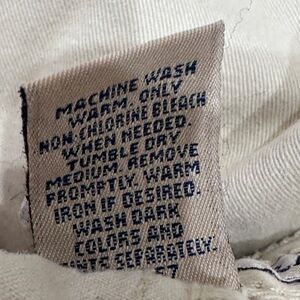 MACHINE WASH
WARM. ONLY
NON-CHLORINE BLEACH
WHEN NEEDED.
TUMBLE DRY
MEDIUM. REMOVE
PROMPTLY. WARM
IRON IF DESIRED.
WASH DARK
COLORS AND
SEPARATELY.